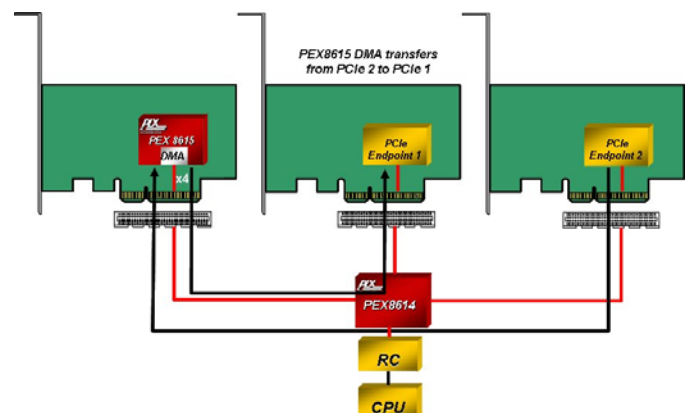 PEX8615 DMA transfers
from PCIe 2 to PCIe 1
PLX
PEX 8615
DMA
x4
PCIe
Endpoint 1
PCIe
Endpoint 2
PLX
PEX8614
RC
CPU